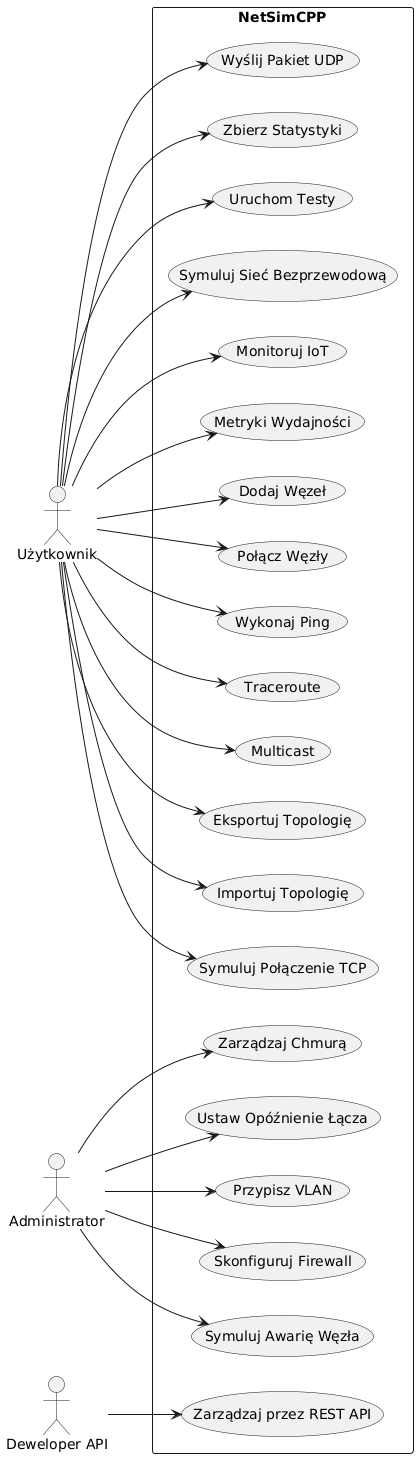 NetSimCPP
Wyślij Pakiet UDP
Zbierz Statystyki
Uruchom Testy
Symuluj Sieć Bezprzewodową
Monitoruj IoT
Metryki Wydajności
Dodaj Węzeł
Użytkownik
Połącz Węzły
Wykonaj Ping
Traceroute
Multicast
Eksportuj Topologię
Importuj Topologię
Symuluj Połączenie TCP
Zarządzaj Chmurą
Ustaw Opóźnienie Łącza
Przypisz VLAN
Administrator
Skonfiguruj Firewall
Symuluj Awarię Węzła
Zarządzaj przez REST API
Deweloper API